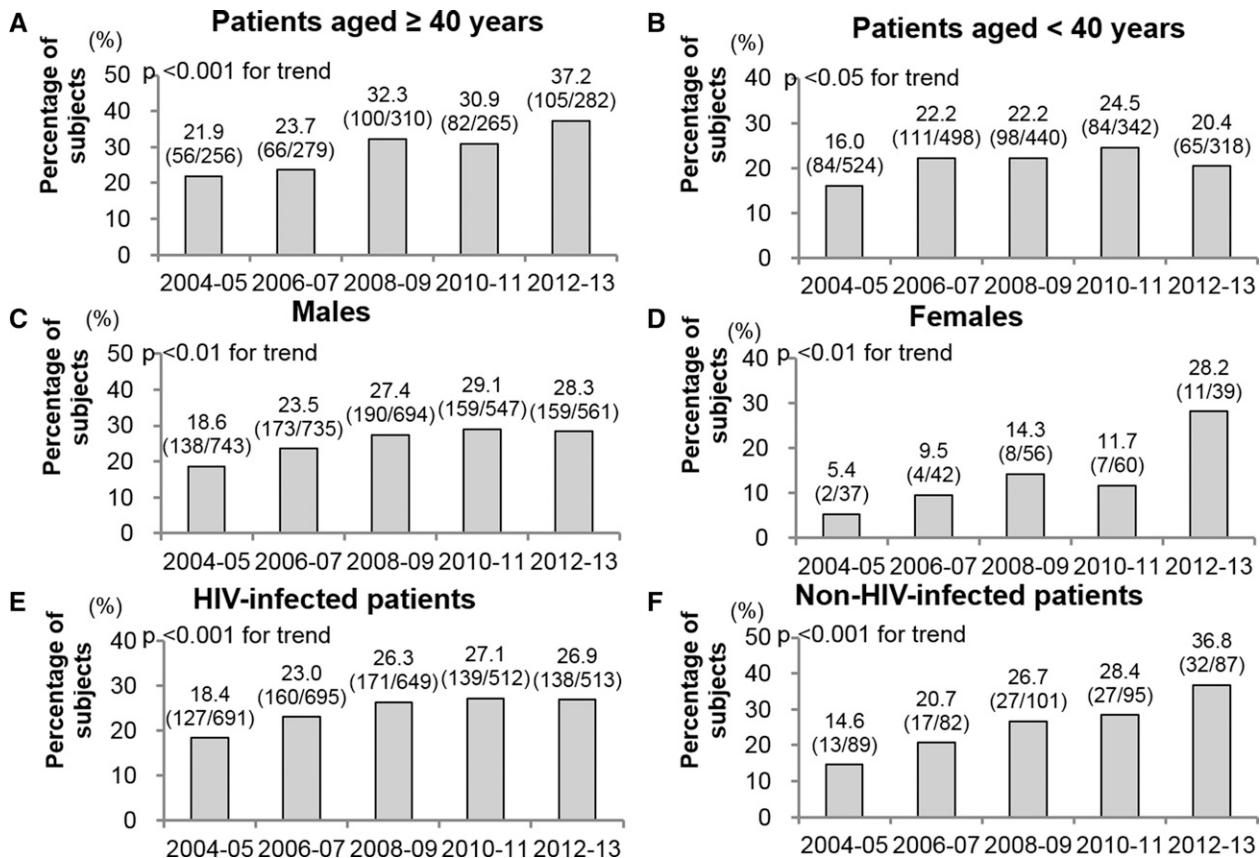 A
Patients aged ≥ 40 years
(%)
p <0.001 for trend
Percentage of
subjects
50
40
30
20
10
0
21.9
(56/256)
23.7
(66/279)
32.3
(100/310)
30.9
(82/265)
37.2
(105/282)
2004-05 2006-07 2008-09 2010-11 2012-13
B
Patients aged < 40 years
(%)
p <0.05 for trend
Percentage of
subjects
40
30
20
10
0
16.0
(84/524)
22.2
(111/498)
22.2
(98/440)
24.5
(84/342)
20.4
(65/318)
2004-05 2006-07 2008-09 2010-11 2012-13
C
Males
(%)
p <0.01 for trend
Percentage of
subjects
50
40
30
20
10
0
18.6
(138/743)
23.5
(173/735)
27.4
(190/694)
29.1
(159/547)
28.3
(159/561)
2004-05 2006-07 2008-09 2010-11 2012-13
D
Females
(%)
p <0.01 for trend
Percentage of
subjects
40
30
20
10
0
5.4
(2/37)
9.5
(4/42)
14.3
(8/56)
11.7
(7/60)
28.2
(11/39)
2004-05 2006-07 2008-09 2010-11 2012-13
E
HIV-infected patients
(%)
p <0.001 for trend
Percentage of
subjects
40
30
20
10
0
18.4
(127/691)
23.0
(160/695)
26.3
(171/649)
27.1
(139/512)
26.9
(138/513)
2004-05 2006-07 2008-09 2010-11 2012-13
F
Non-HIV-infected patients
(%)
p <0.001 for trend
Percentage of
subjects
50
40
30
20
10
0
14.6
(13/89)
20.7
(17/82)
26.7
(27/101)
28.4
(27/95)
36.8
(32/87)
2004-05 2006-07 2008-09 2010-11 2012-13